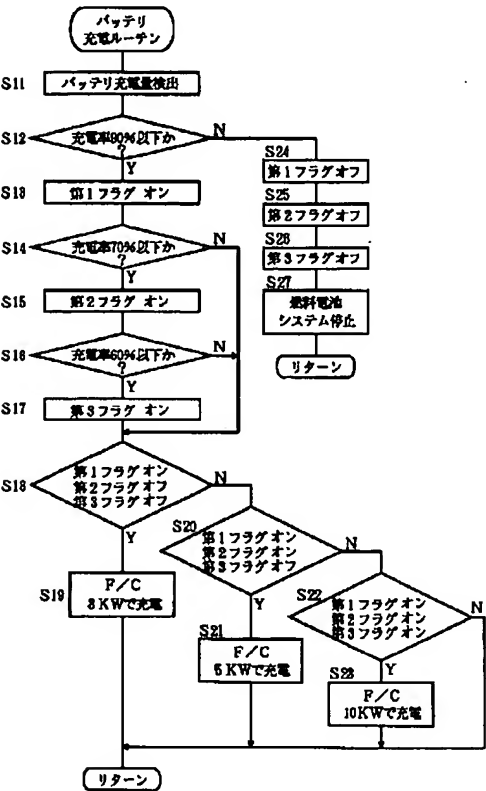 バッテリ
充電ルーチン
S11
バッテリ充電量検出
S12
充電率80%以下か
?
N
Y
S13
第1フラグ オン
S14
充電率70%以下か
?
N
Y
S15
第2フラグ オン
S16
充電率60%以下か
?
N
Y
S17
第3フラグ オン
S24
第1フラグオフ
S25
第2フラグオフ
S26
第3フラグオフ
S27
燃料電池
システム停止
リターン
S18
第1フラグオン
第2フラグオフ
第3フラグオフ
N
Y
S19
F/C
3KWで充電
S20
第1フラグオン
第2フラグオン
第3フラグオフ
N
Y
S21
F/C
5KWで充電
S22
第1フラグオン
第2フラグオン
第3フラグオン
N
Y
S23
F/C
10KWで充電
リターン